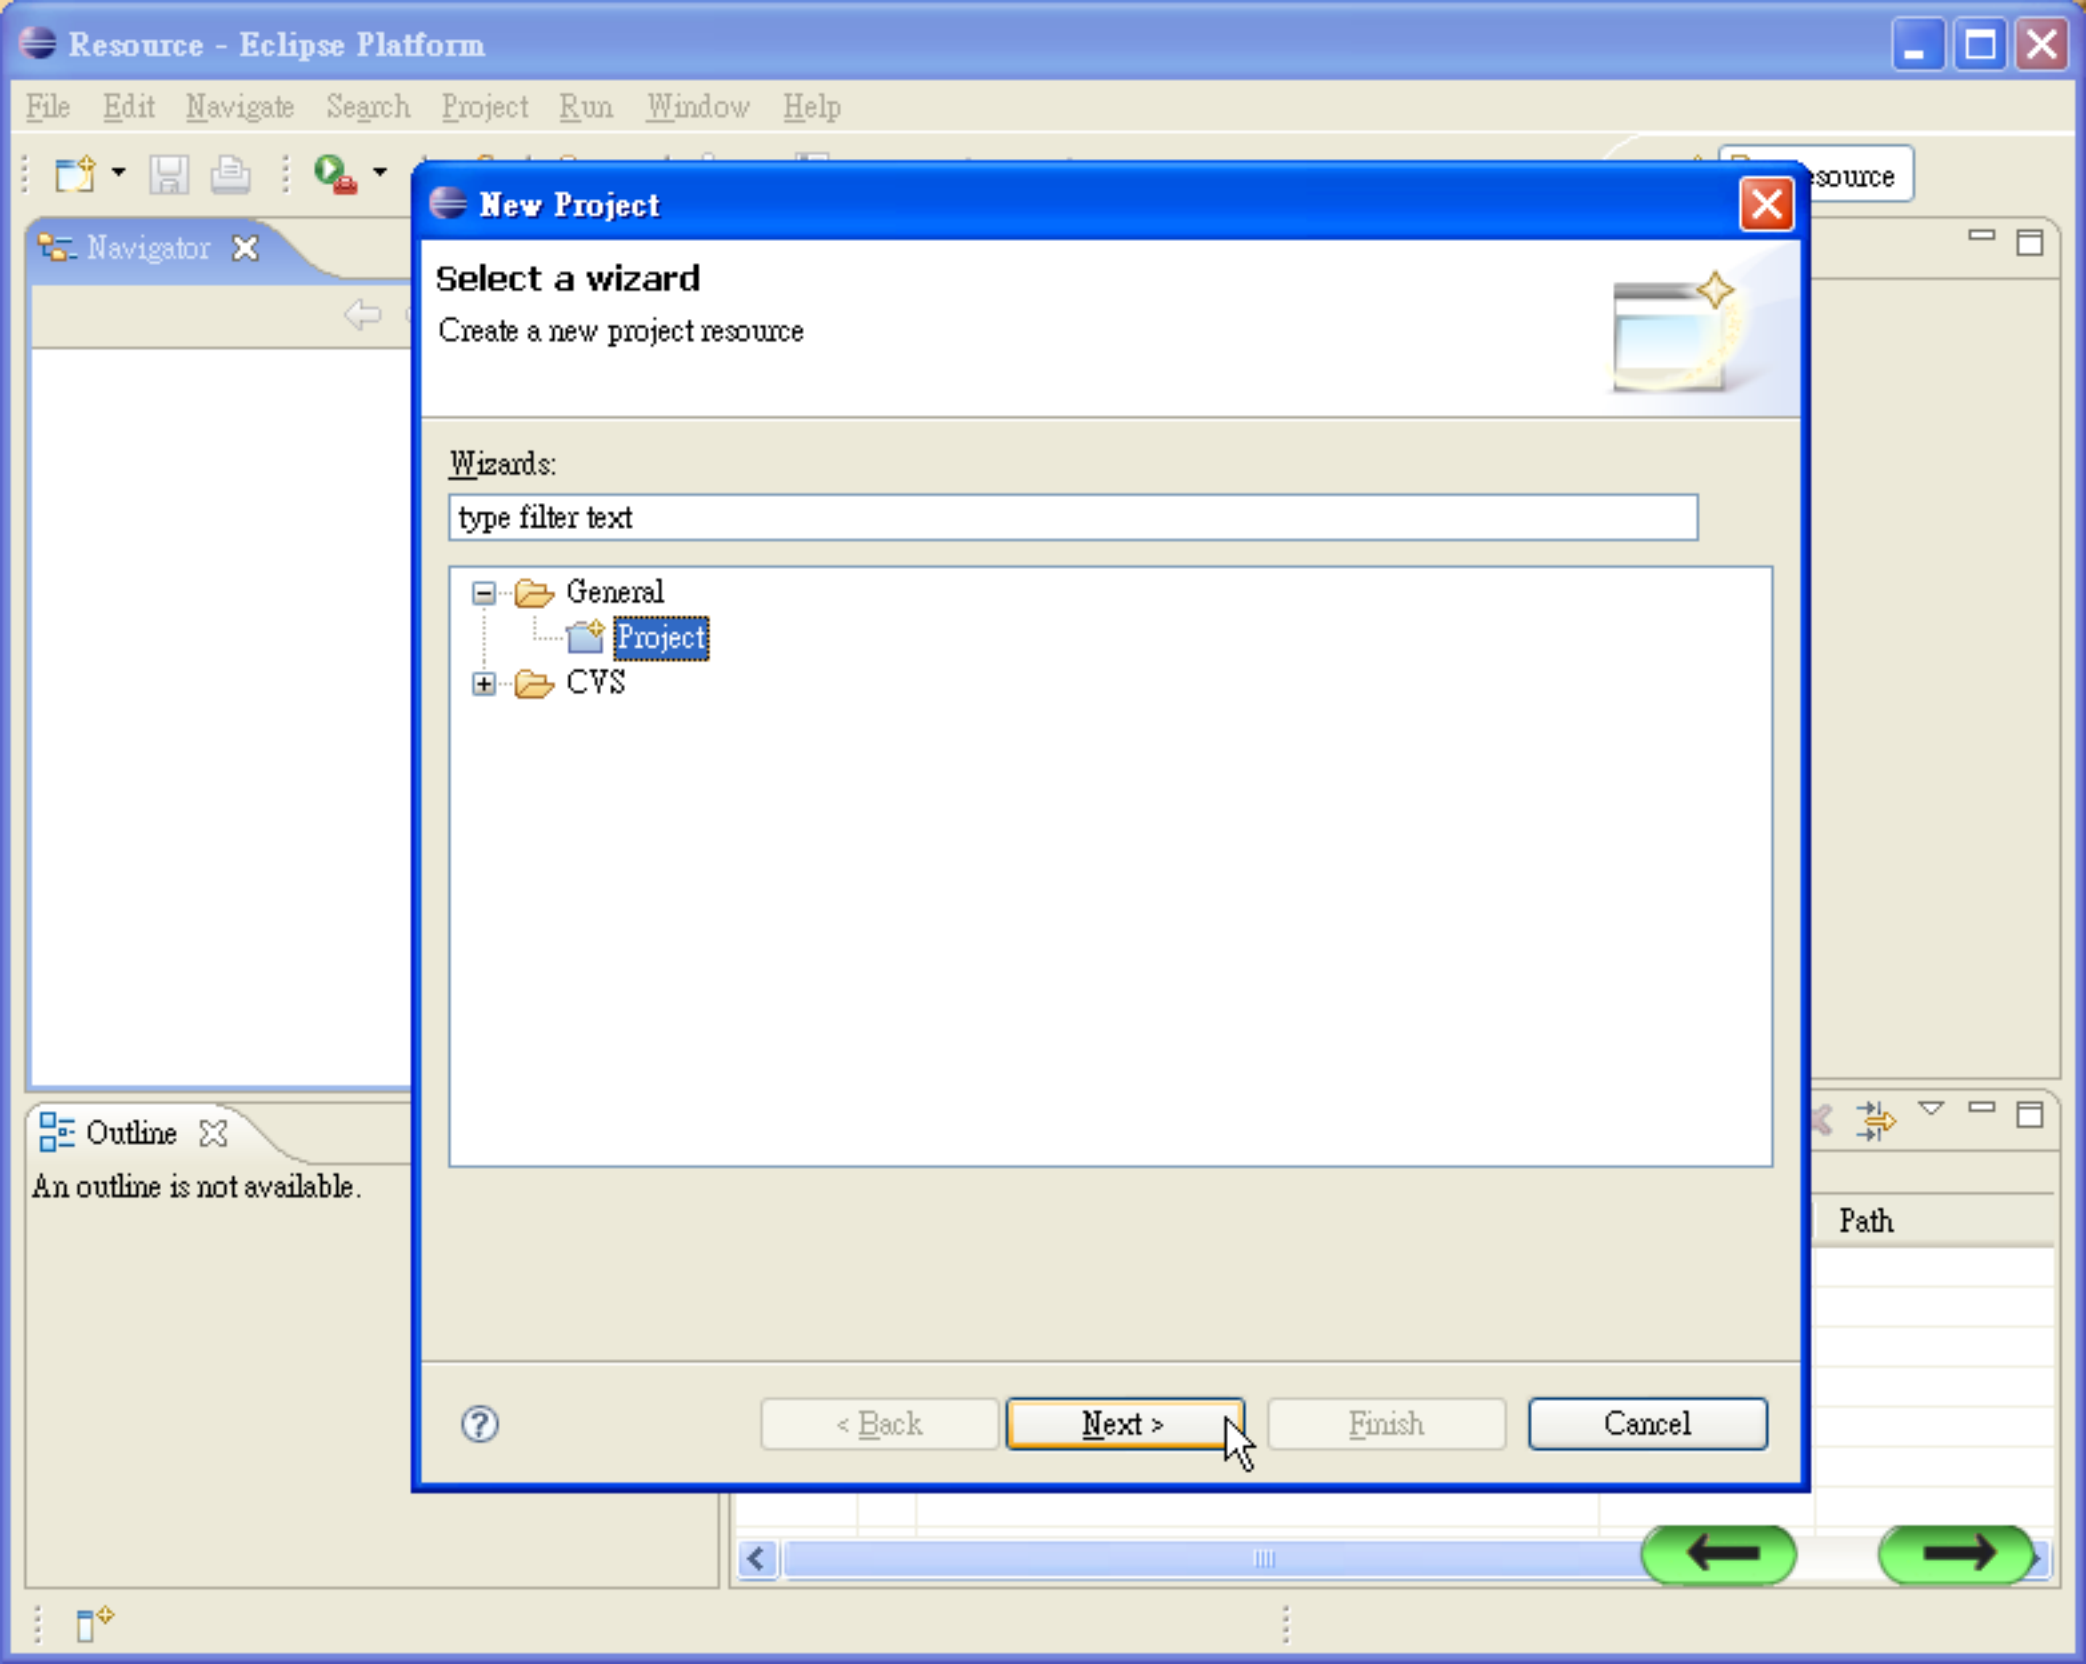 Resource - Eclipse Platform
File Edit Navigate Search Project Run Window Help
esource
New Project
Navigator
Select a wizard
Create a new project resource
Wizards:
type filter text
General
Project
CVS
Outline
An outline is not available.
Path
< Back Next > Finish Cancel